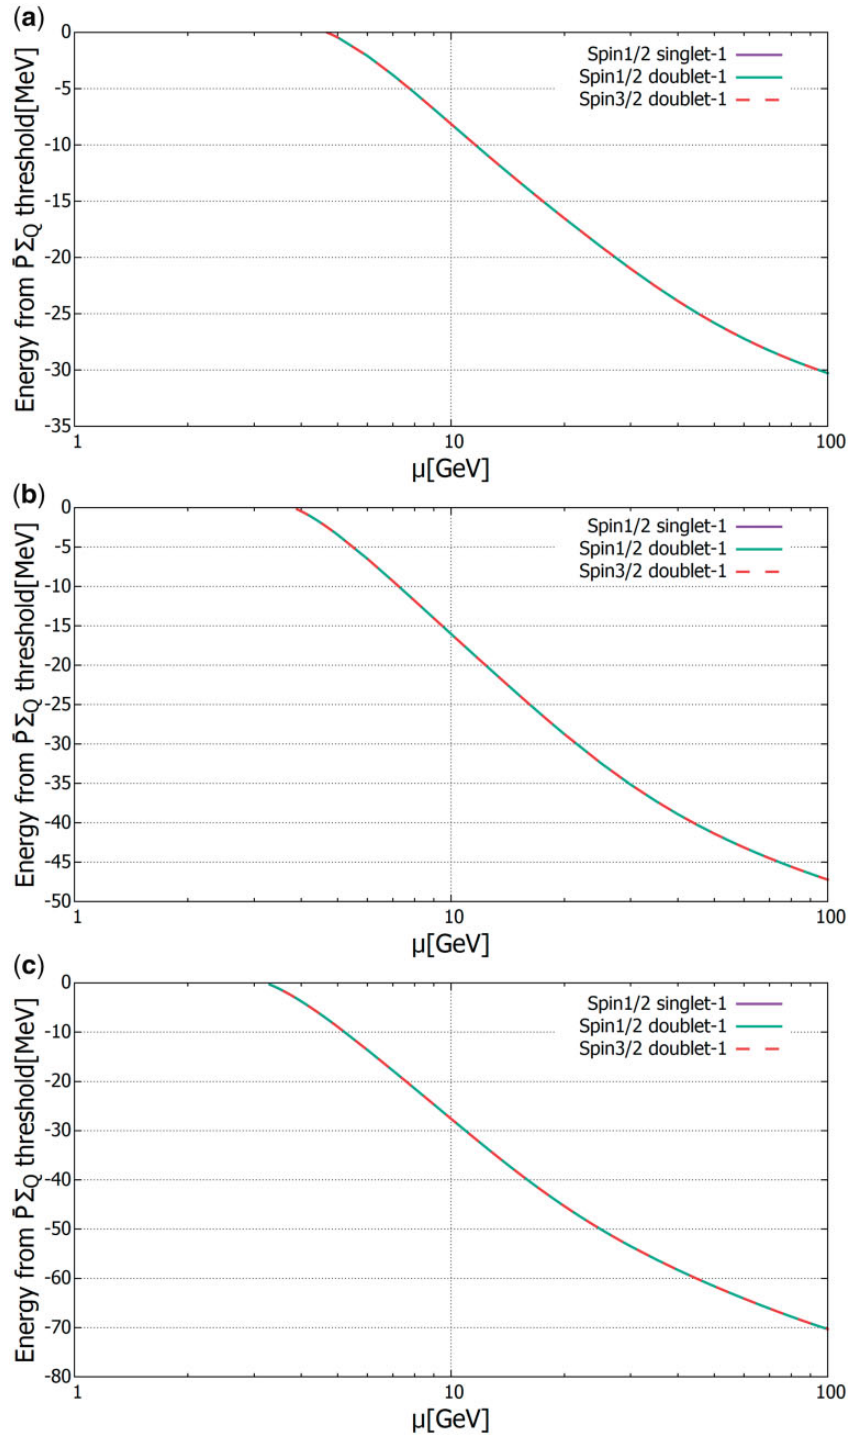 (a)
Energy from P̄Σ_Q threshold[MeV]
0
-5
-10
-15
-20
-25
-30
-35
Spin1/2 singlet-1
Spin1/2 doublet-1
Spin3/2 doublet-1
1 10 100
μ[GeV]
(b)
Energy from P̄Σ_Q threshold[MeV]
0
-5
-10
-15
-20
-25
-30
-35
-40
-45
-50
Spin1/2 singlet-1
Spin1/2 doublet-1
Spin3/2 doublet-1
1 10 100
μ[GeV]
(c)
Energy from P̄Σ_Q threshold[MeV]
0
-10
-20
-30
-40
-50
-60
-70
-80
Spin1/2 singlet-1
Spin1/2 doublet-1
Spin3/2 doublet-1
1 10 100
μ[GeV]